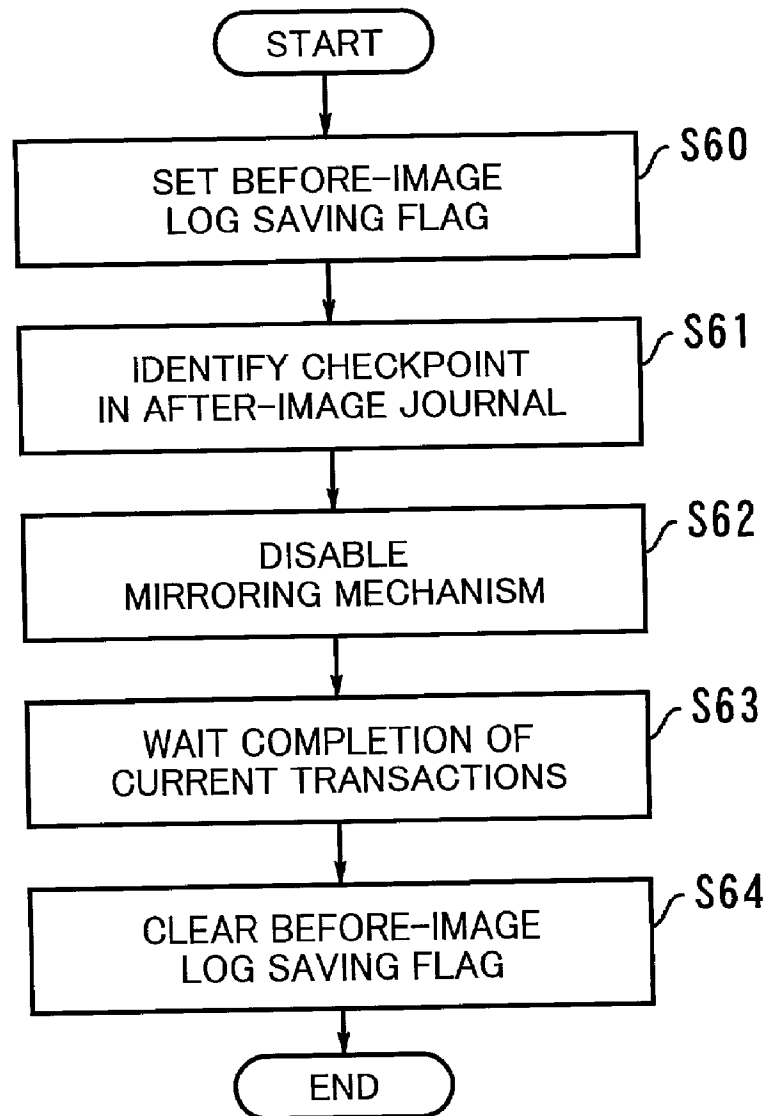 START
S60
SET BEFORE-IMAGE
LOG SAVING FLAG
S61
IDENTIFY CHECKPOINT
IN AFTER-IMAGE JOURNAL
S62
DISABLE
MIRRORING MECHANISM
S63
WAIT COMPLETION OF
CURRENT TRANSACTIONS
S64
CLEAR BEFORE-IMAGE
LOG SAVING FLAG
END